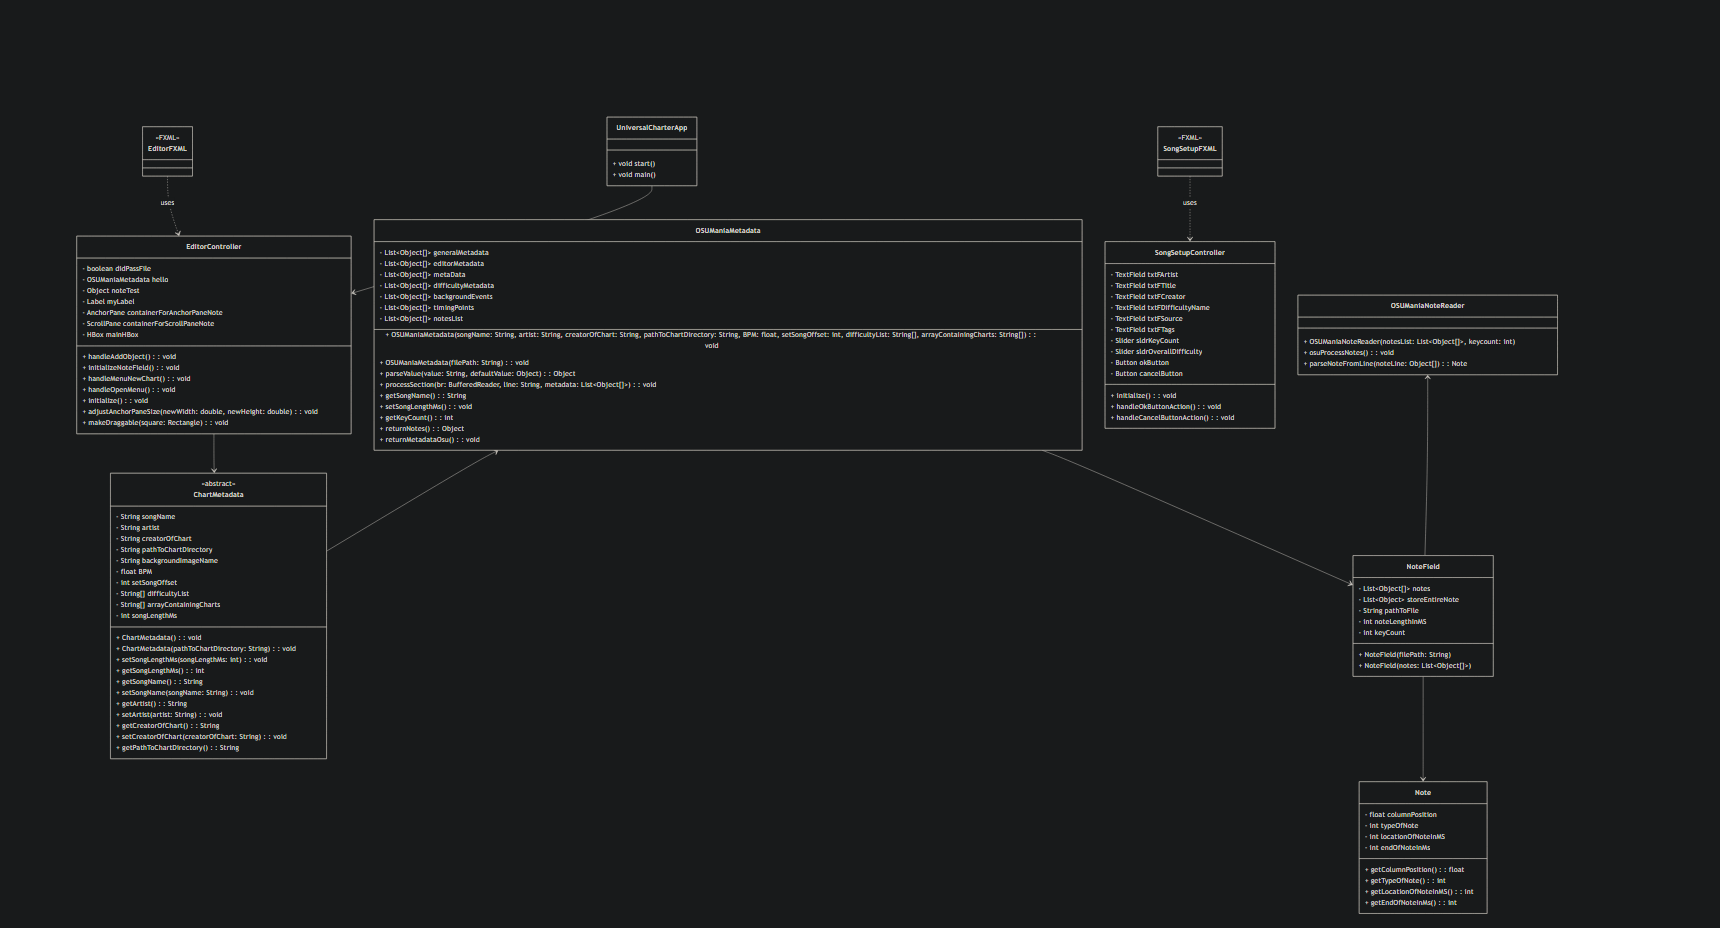 «FXML»
EditorFXML
uses
UniversalCharterApp
+ void start()
+ void main()
«FXML»
SongSetupFXML
uses
EditorController
- boolean didPassFile
- OSUManiaMetadata hello
- Object noteTest
- Label myLabel
- AnchorPane containerForAnchorPaneNote
- ScrollPane containerForScrollPaneNote
- HBox mainHBox
+ handleAddObject() : : void
+ initializeNoteField() : : void
+ handleMenuNewChart() : : void
+ handleOpenMenu() : : void
+ initialize() : : void
+ adjustAnchorPaneSize(newWidth: double, newHeight: double) : : void
+ makeDraggable(square: Rectangle) : : void
OSUManiaMetadata
- List<Object[]> generalMetadata
- List<Object[]> editorMetadata
- List<Object[]> metaData
- List<Object[]> difficultyMetadata
- List<Object[]> backgroundEvents
- List<Object[]> timingPoints
- List<Object[]> notesList
+ OSUManiaMetadata(songName: String, artist: String, creatorOfChart: String, pathToChartDirectory: String, BPM: float, setSongOffset: int, difficultyList: String[], arrayContainingCharts: String[]) : :
void
+ OSUManiaMetadata(filePath: String) : : void
+ parseValue(value: String, defaultValue: Object) : : Object
+ processSection(br: BufferedReader, line: String, metadata: List<Object[]>) : : void
+ getSongName() : : String
+ setSongLengthMs() : : void
+ getKeyCount() : : int
+ returnNotes() : : Object
+ returnMetadataOsu() : : void
SongSetupController
- TextField txtFArtist
- TextField txtFTitle
- TextField txtFCreator
- TextField txtFDifficultyName
- TextField txtFSource
- TextField txtFTags
- Slider sldrKeyCount
- Slider sldrOverallDifficulty
- Button okButton
- Button cancelButton
+ initialize() : : void
+ handleOkButtonAction() : : void
+ handleCancelButtonAction() : : void
OSUManiaNoteReader
+ OSUManiaNoteReader(notesList: List<Object[]>, keycount: int)
+ osuProcessNotes() : : void
+ parseNoteFromLine(noteLine: Object[]) : : Note
«abstract»
ChartMetadata
- String songName
- String artist
- String creatorOfChart
- String pathToChartDirectory
- String backgroundImageName
- float BPM
- int setSongOffset
- String[] difficultyList
- String[] arrayContainingCharts
- int songLengthMs
+ ChartMetadata() : : void
+ ChartMetadata(pathToChartDirectory: String) : : void
+ setSongLengthMs(songLengthMs: int) : : void
+ getSongLengthMs() : : int
+ getSongName() : : String
+ setSongName(songName: String) : : void
+ getArtist() : : String
+ setArtist(artist: String) : : void
+ getCreatorOfChart() : : String
+ setCreatorOfChart(creatorOfChart: String) : : void
+ getPathToChartDirectory() : : String
NoteField
- List<Object[]> notes
- List<Object> storeEntireNote
- String pathToFile
- int noteLengthInMS
- int keyCount
+ NoteField(filePath: String)
+ NoteField(notes: List<Object[]>)
Note
- float columnPosition
- int typeOfNote
- int locationOfNoteInMS
- int endOfNoteInMs
+ getColumnPosition() : : float
+ getTypeOfNote() : : int
+ getLocationOfNoteInMS() : : int
+ getEndOfNoteInMs() : : int